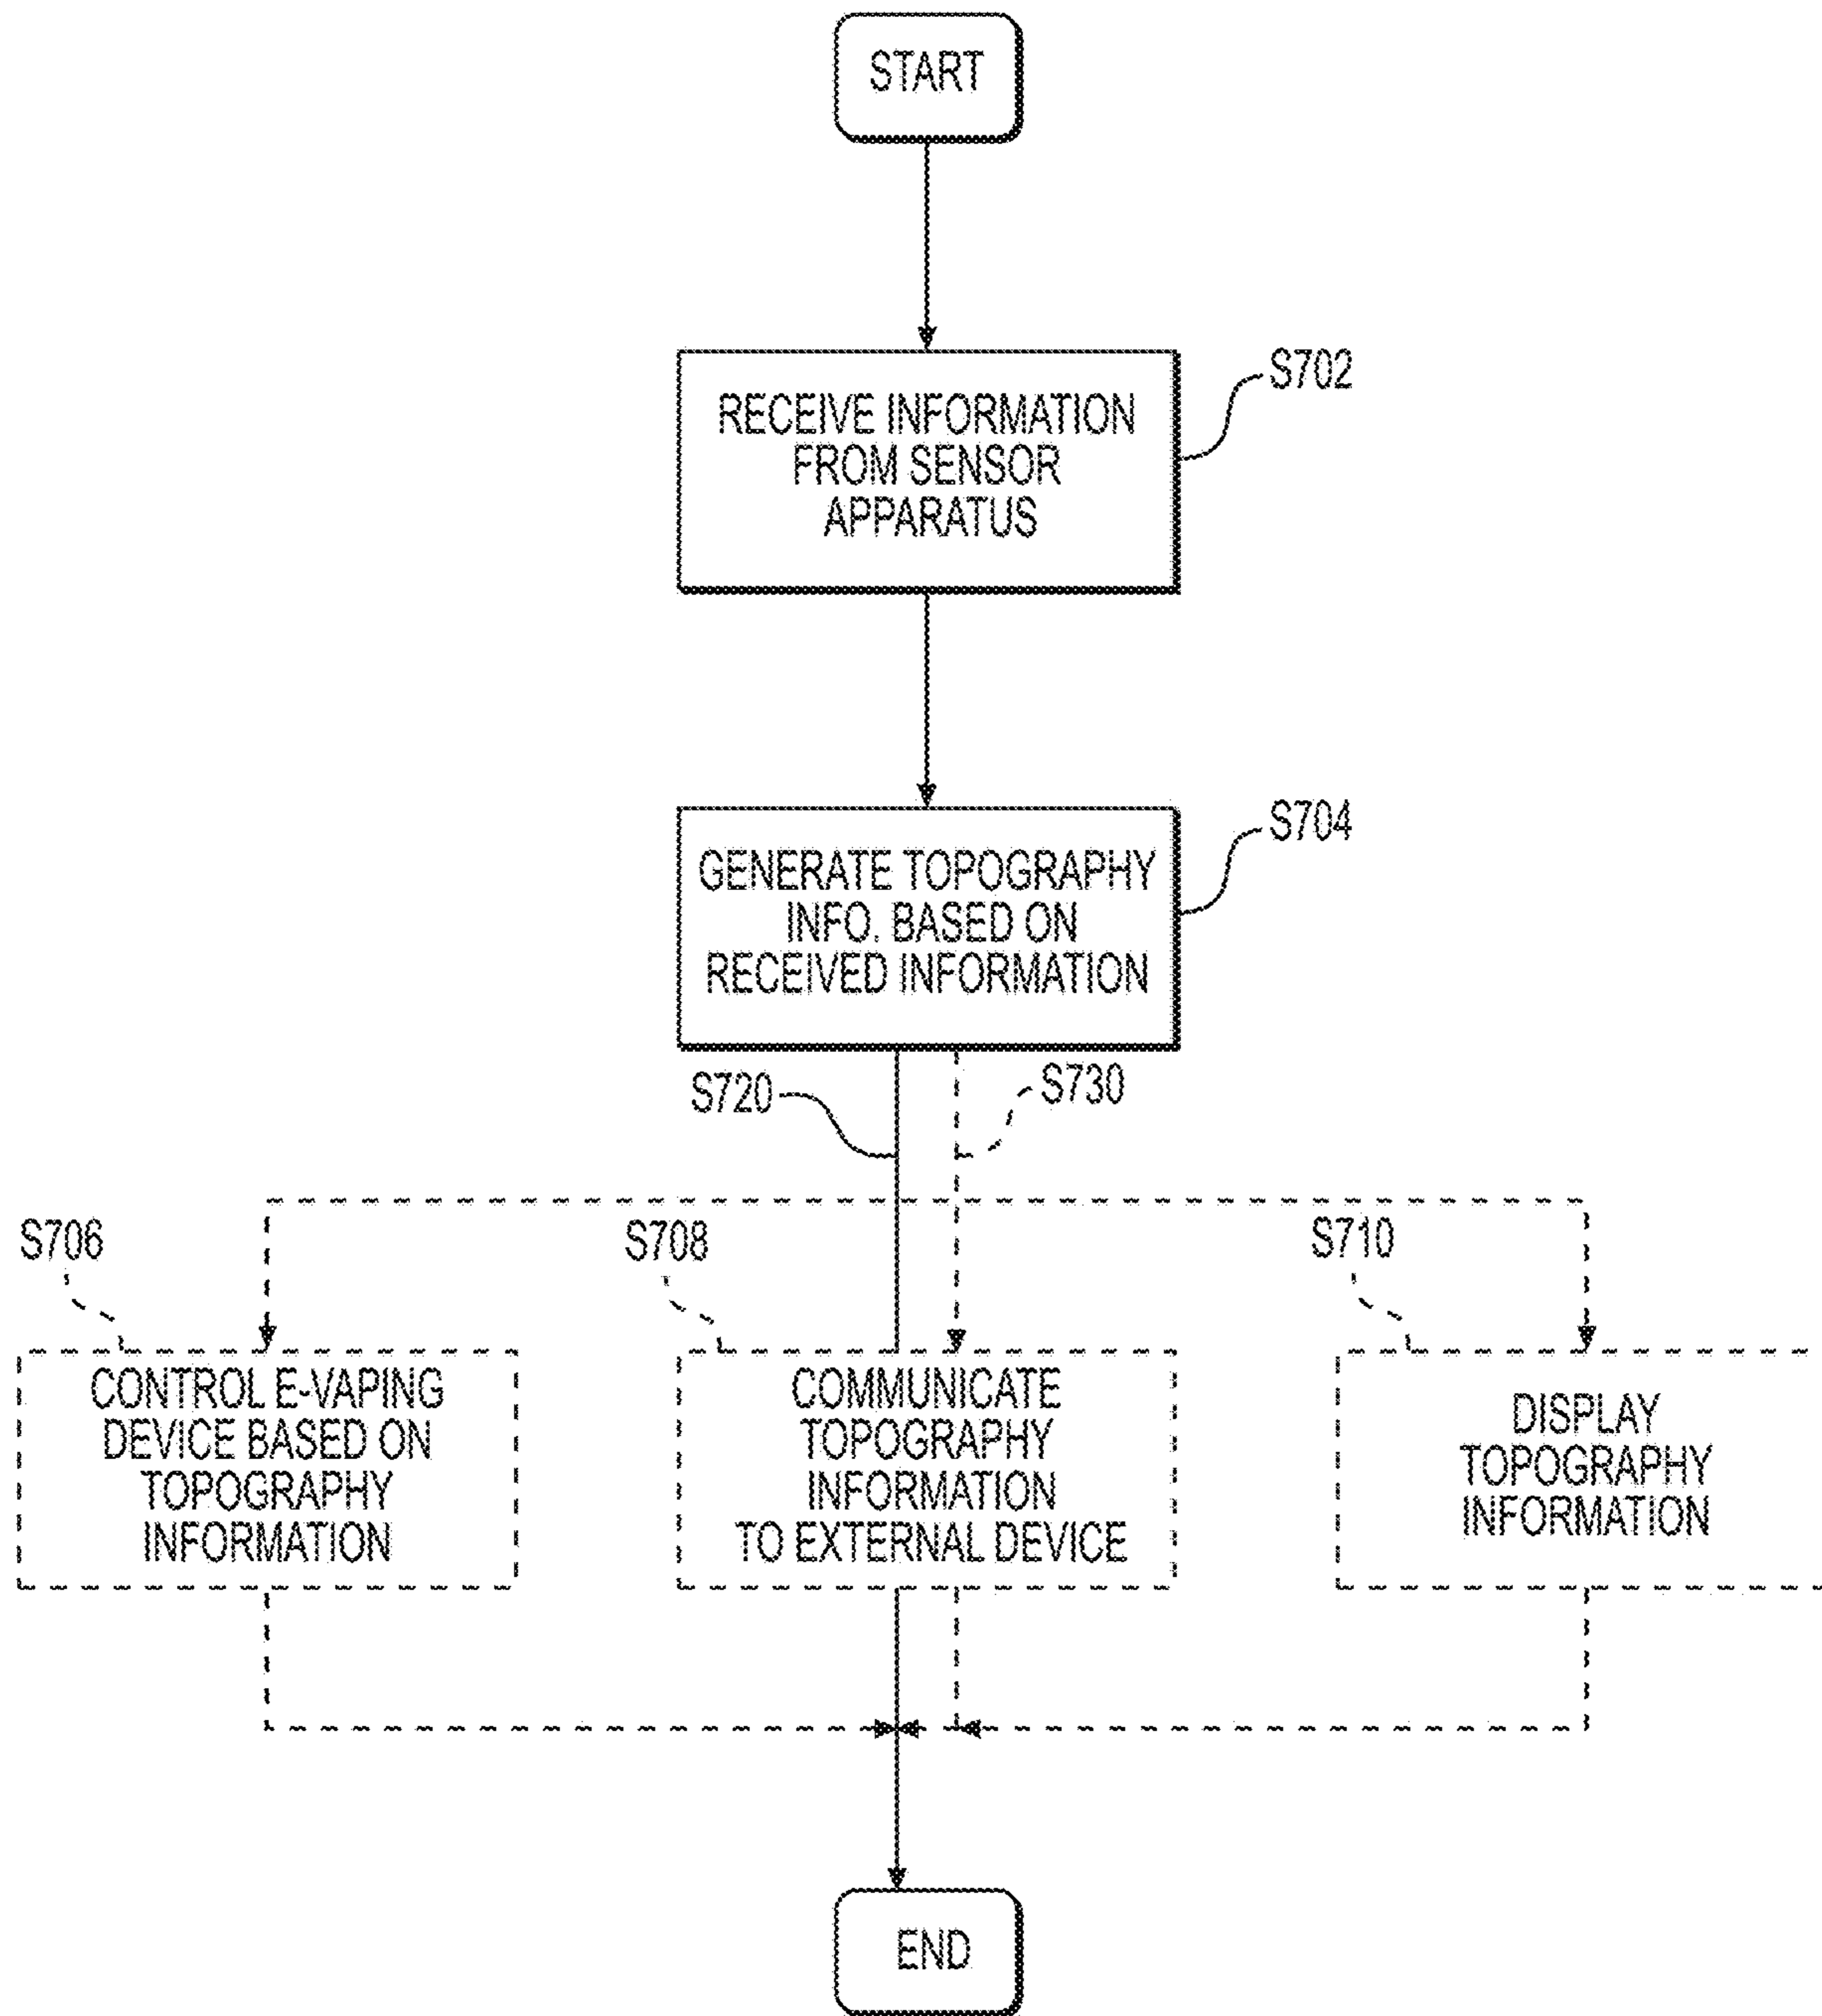 START
S702
RECEIVE INFORMATION
FROM SENSOR
APPARATUS
S704
GENERATE TOPOGRAPHY
INFO. BASED ON
RECEIVED INFORMATION
S720
S730
S706
S708
S710
CONTROL E-VAPING
DEVICE BASED ON
TOPOGRAPHY
INFORMATION
COMMUNICATE
TOPOGRAPHY
INFORMATION
TO EXTERNAL DEVICE
DISPLAY
TOPOGRAPHY
INFORMATION
END